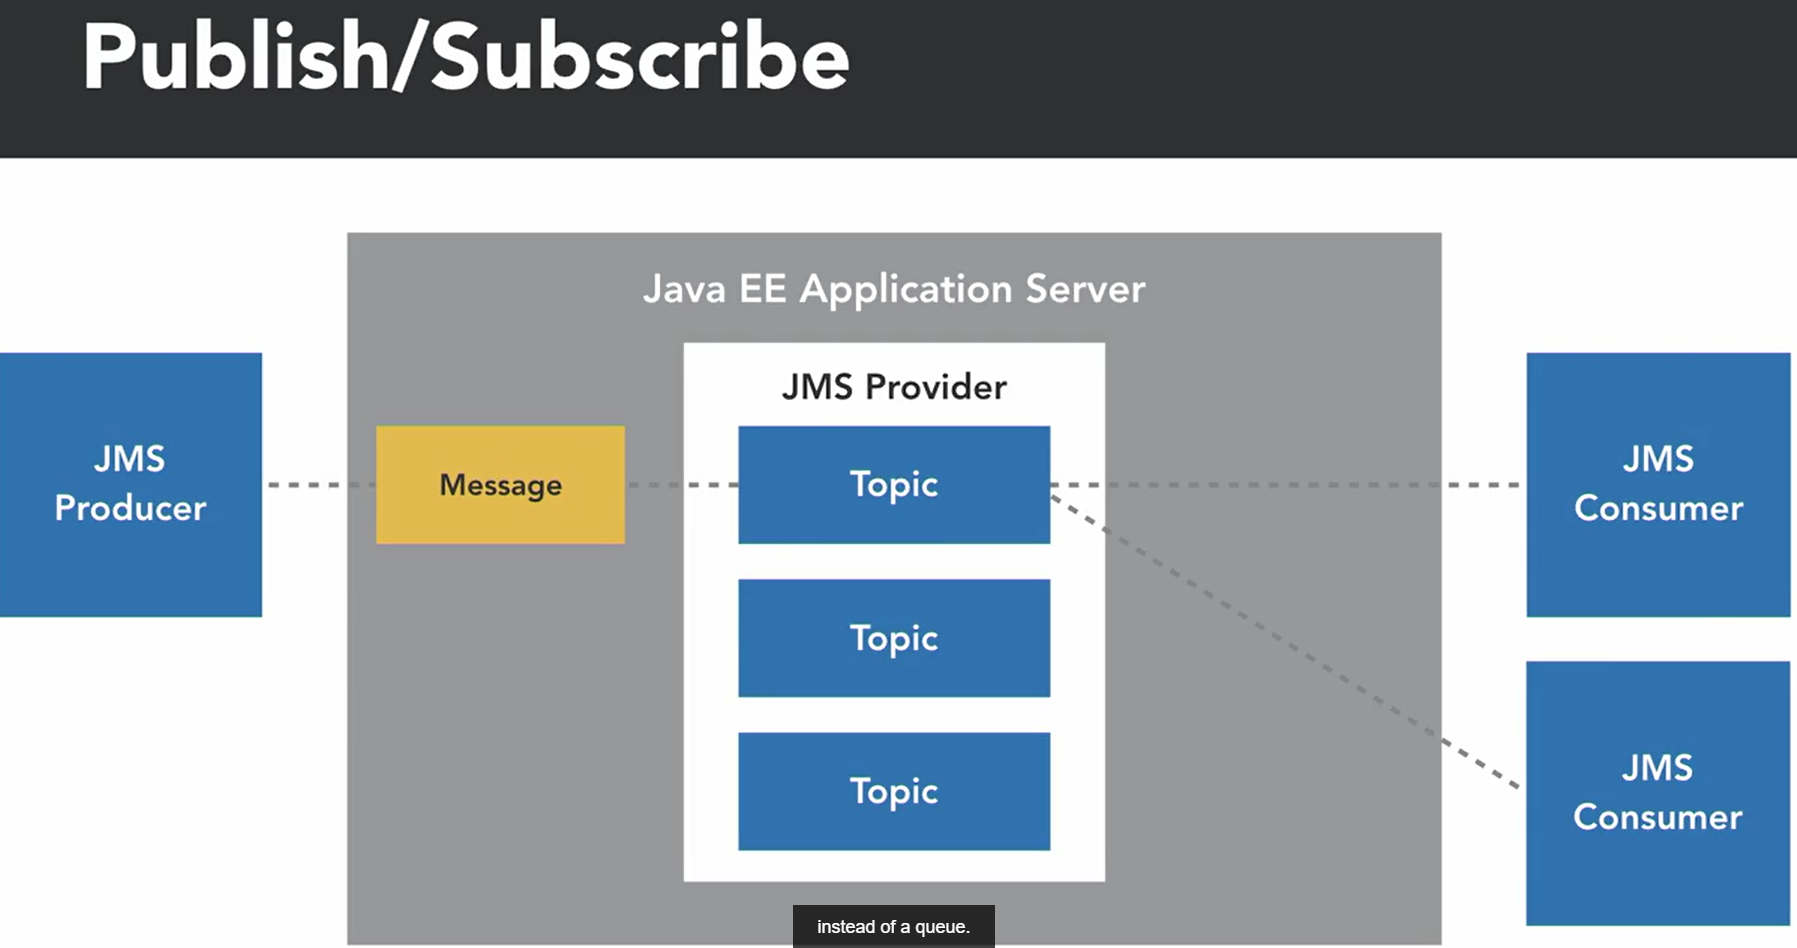 Publish/Subscribe
Java EE Application Server
JMS Provider
JMS
Producer
Message
Topic
JMS
Consumer
Topic
Topic
JMS
Consumer
instead of a queue.